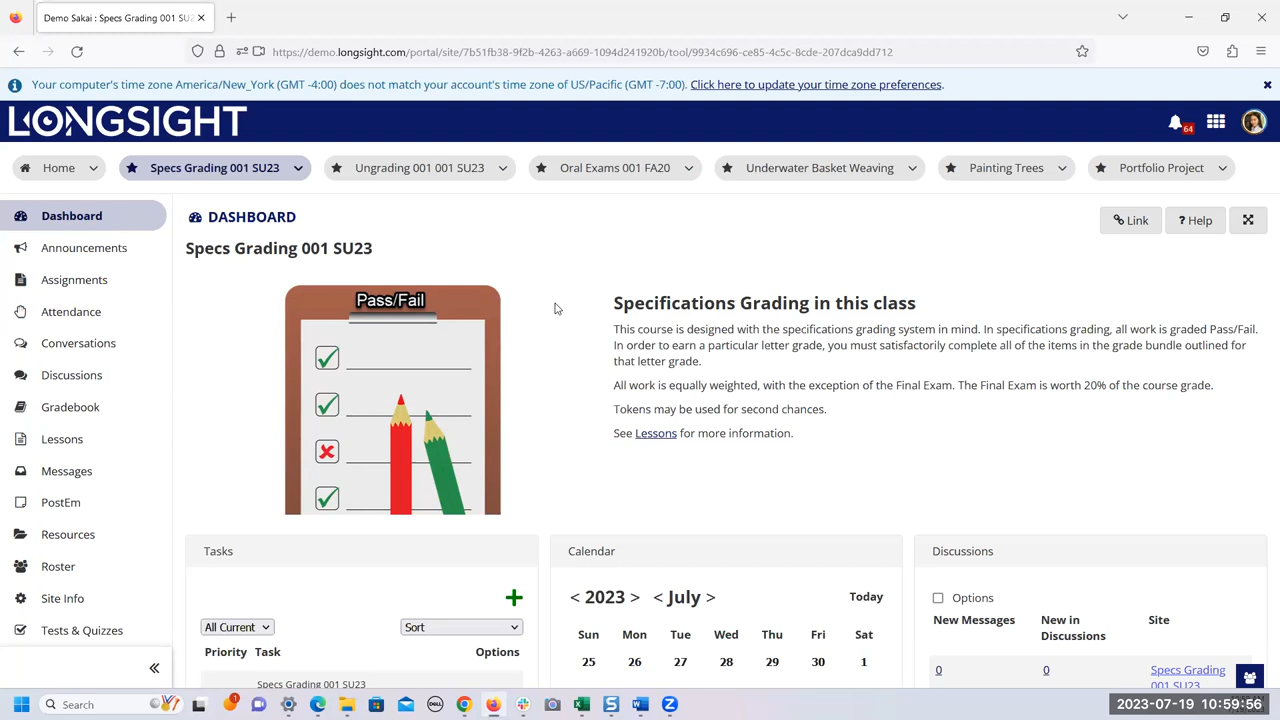 Demo Sakai : Specs Grading 001 SU2
https://demo.longsight.com/portal/site/7b51fb38-9f2b-4263-a669-1094d241920b/tool/9934c696-ce85-4c5c-8cde-207dca9dd712
Your computer's time zone America/New_York (GMT -4:00) does not match your account's time zone of US/Pacific (GMT -7:00). Click here to update your time zone preferences.
LONGSIGHT
64
Home
Specs Grading 001 SU23
Ungrading 001 001 SU23
Oral Exams 001 FA20
Underwater Basket Weaving
Painting Trees
Portfolio Project
Dashboard
Announcements
Assignments
Attendance
Conversations
Discussions
Gradebook
Lessons
Messages
PostEm
Resources
Roster
Site Info
Tests & Quizzes
DASHBOARD
Link
? Help
Specs Grading 001 SU23
Pass/Fail
Specifications Grading in this class
This course is designed with the specifications grading system in mind. In specifications grading, all work is graded Pass/Fail.
In order to earn a particular letter grade, you must satisfactorily complete all of the items in the grade bundle outlined for
that letter grade.
All work is equally weighted, with the exception of the Final Exam. The Final Exam is worth 20% of the course grade.
Tokens may be used for second chances.
See Lessons for more information.
Tasks
All Current
Sort
Priority Task Options
Specs Grading 001 SU23
Calendar
< 2023 > < July > Today
Sun Mon Tue Wed Thu Fri Sat
25 26 27 28 29 30 1
Discussions
Options
New Messages
New in Discussions
Site
0 0 Specs Grading
001 SU23
Search
1
DELL
2023-07-19 10:59:56